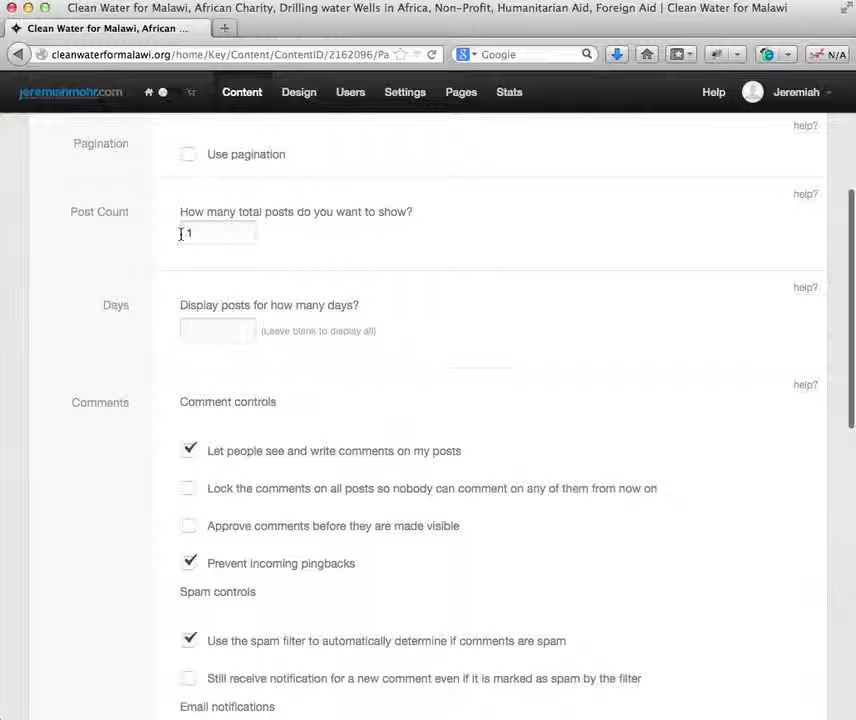 Clean Water for Malawi, African Charity, Drilling water Wells in Africa, Non-Profit, Humanitarian Aid, Foreign Aid | Clean Water for Malawi
Clean Water for Malawi, African ...
cleanwaterformalawi.org/home/Key/Content/ContentID/2162096/Pa
Google
N/A
jeremiahmohr.com
Content
Design
Users
Settings
Pages
Stats
Help
Jeremiah
help?
Pagination
Use pagination
help?
Post Count
How many total posts do you want to show?
1
help?
Days
Display posts for how many days?
(Leave blank to display all)
help?
Comments
Comment controls
Let people see and write comments on my posts
Lock the comments on all posts so nobody can comment on any of them from now on
Approve comments before they are made visible
Prevent incoming pingbacks
Spam controls
Use the spam filter to automatically determine if comments are spam
Still receive notification for a new comment even if it is marked as spam by the filter
Email notifications